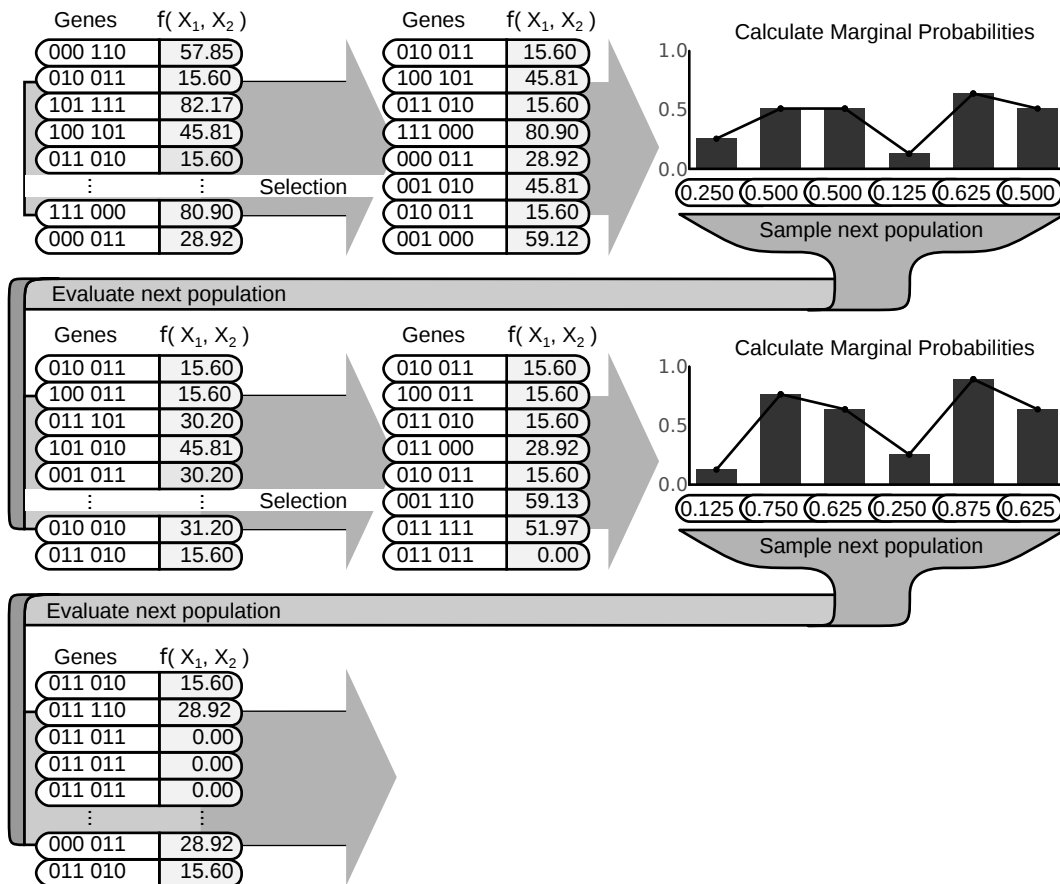 Genes f( X1, X2 )
000 110 57.85
010 011 15.60
101 111 82.17
100 101 45.81
011 010 15.60
⋮ ⋮
111 000 80.90
000 011 28.92
Selection
Genes f( X1, X2 )
010 011 15.60
100 101 45.81
011 010 15.60
111 000 80.90
000 011 28.92
001 010 45.81
010 011 15.60
001 000 59.12
Calculate Marginal Probabilities
1.0
0.5
0.0
0.250 0.500 0.500 0.125 0.625 0.500
Sample next population
Evaluate next population
Genes f( X1, X2 )
010 011 15.60
100 011 15.60
011 101 30.20
101 010 45.81
001 011 30.20
⋮ ⋮
010 010 31.20
011 010 15.60
Selection
Genes f( X1, X2 )
010 011 15.60
100 011 15.60
011 010 15.60
011 000 28.92
010 011 15.60
001 110 59.13
011 111 51.97
011 011 0.00
Calculate Marginal Probabilities
1.0
0.5
0.0
0.125 0.750 0.625 0.250 0.875 0.625
Sample next population
Evaluate next population
Genes f( X1, X2 )
011 010 15.60
011 110 28.92
011 011 0.00
011 011 0.00
011 011 0.00
⋮ ⋮
000 011 28.92
011 010 15.60